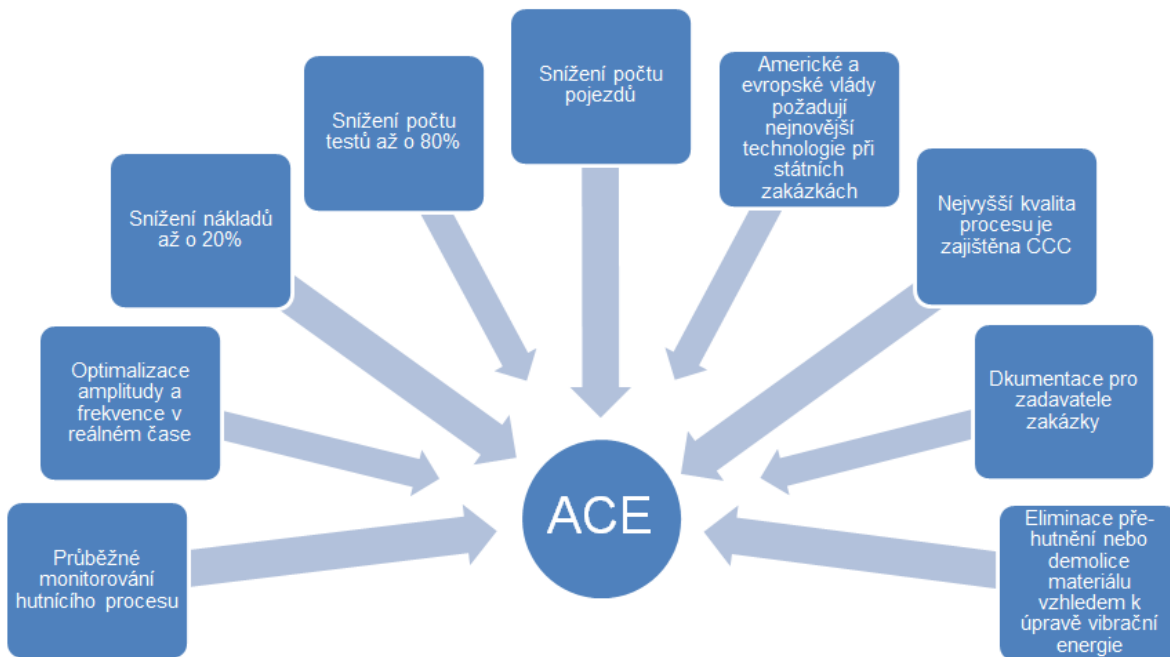 Snížení počtu
pojezdů
Americké a
evropské vlády
požadují
nejnovější
technologie při
státních
zakázkách
Snížení počtu
testů až o 80%
Nejvyšší kvalita
procesu je
zajištěna CCC
Snížení nákladů
až o 20%
Optimalizace
amplitudy a
frekvence v
reálném čase
Dkumentace pro
zadavatele
zakázky
ACE
Průběžné
monitorování
hutnícího procesu
Eliminace pře-
hutnění nebo
demolice
materiálu
vzhledem k
úpravě vibrační
energie